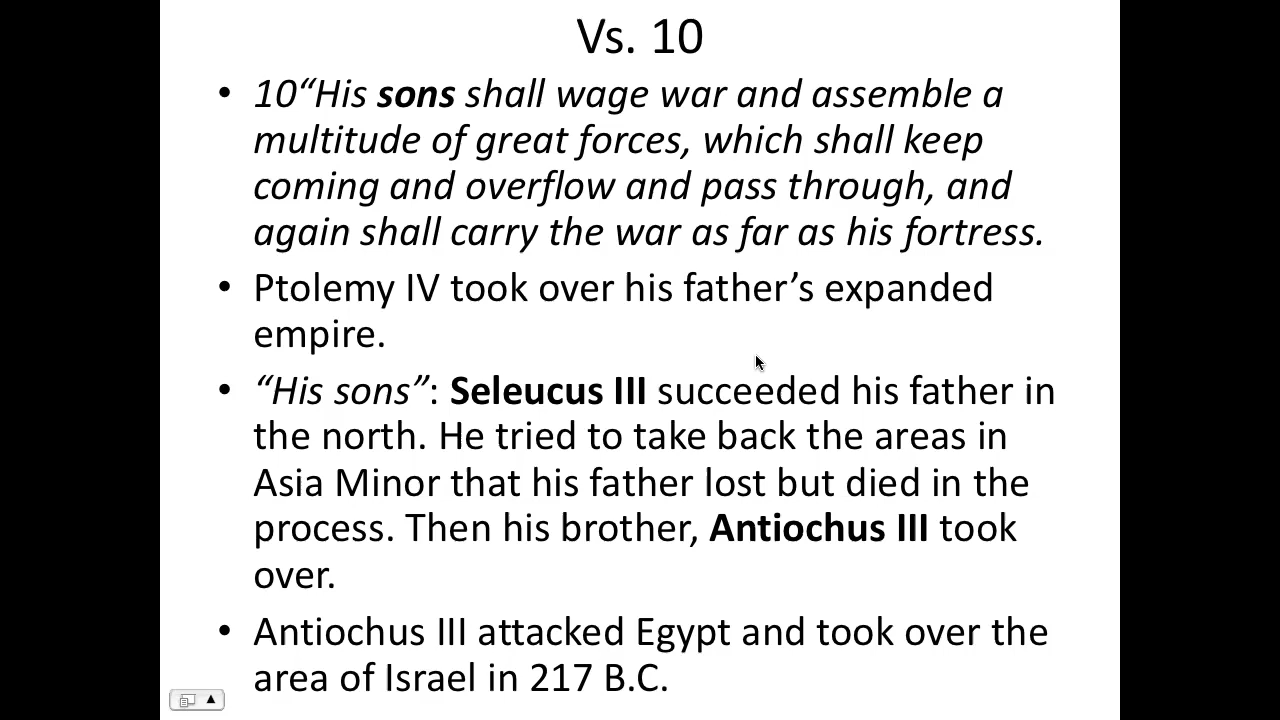 Vs. 10
• 10“His sons shall wage war and assemble a
multitude of great forces, which shall keep
coming and overflow and pass through, and
again shall carry the war as far as his fortress.
• Ptolemy IV took over his father’s expanded
empire.
• “His sons”: Seleucus III succeeded his father in
the north. He tried to take back the areas in
Asia Minor that his father lost but died in the
process. Then his brother, Antiochus III took
over.
• Antiochus III attacked Egypt and took over the
area of Israel in 217 B.C.